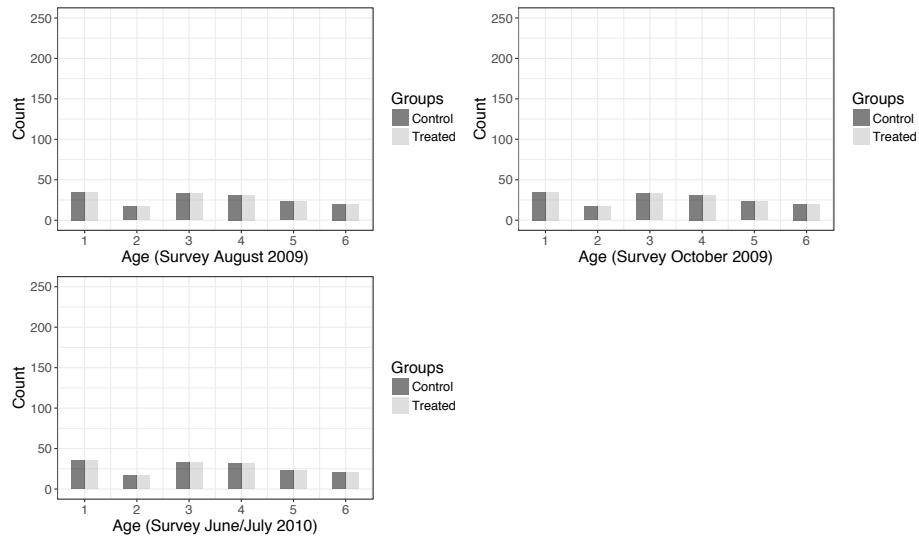 250
200
150
100
50
0
Count
1 2 3 4 5 6
Age (Survey August 2009)
Groups
Control
Treated
250
200
150
100
50
0
Count
1 2 3 4 5 6
Age (Survey October 2009)
Groups
Control
Treated
250
200
150
100
50
0
Count
1 2 3 4 5 6
Age (Survey June/July 2010)
Groups
Control
Treated